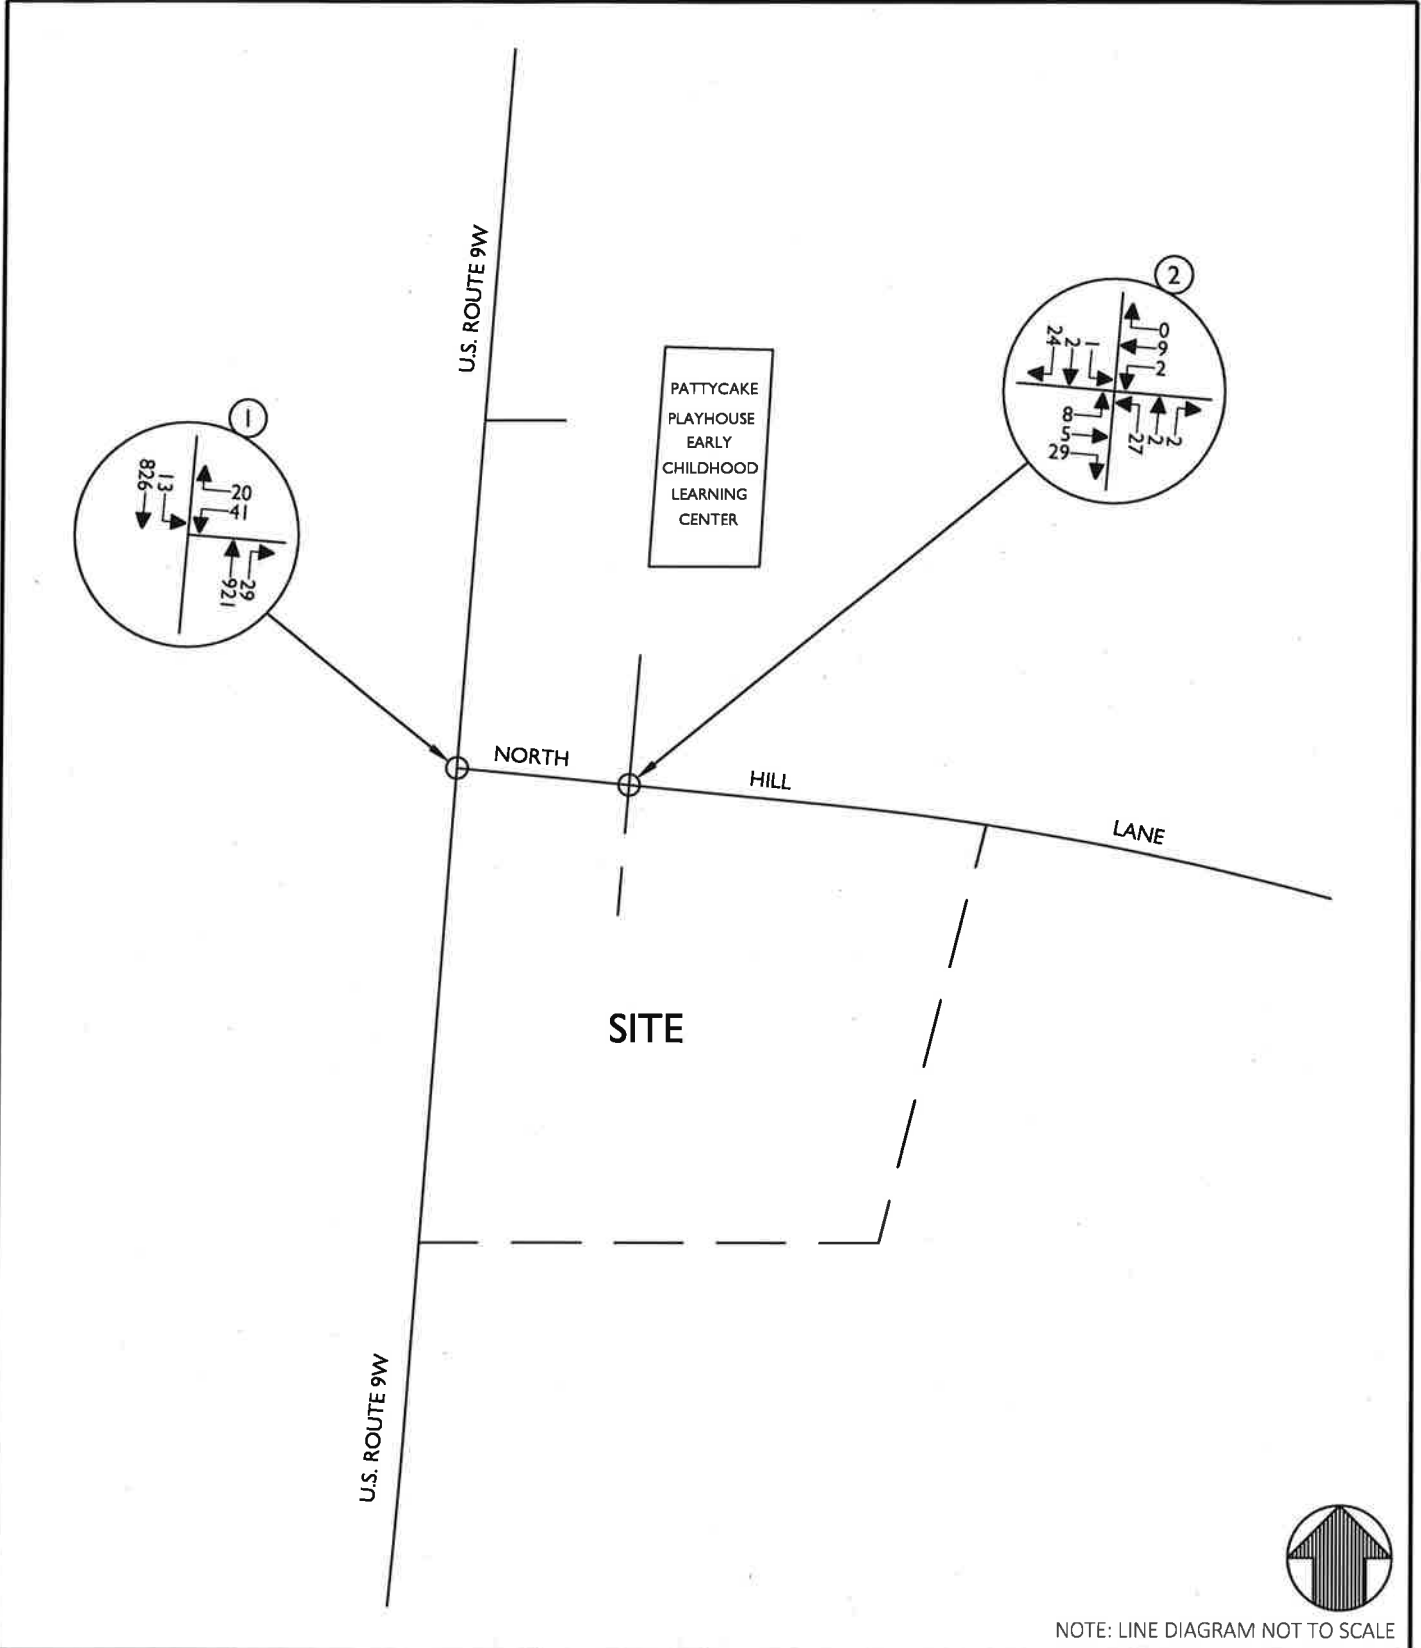 U.S. ROUTE 9W
2
0
9
2
1
2
24
8
5
29
27
2
2
PATTYCAKE
PLAYHOUSE
EARLY
CHILDHOOD
LEARNING
CENTER
1
20
41
13
826
29
921
NORTH HILL LANE
SITE
U.S. ROUTE 9W
NOTE: LINE DIAGRAM NOT TO SCALE